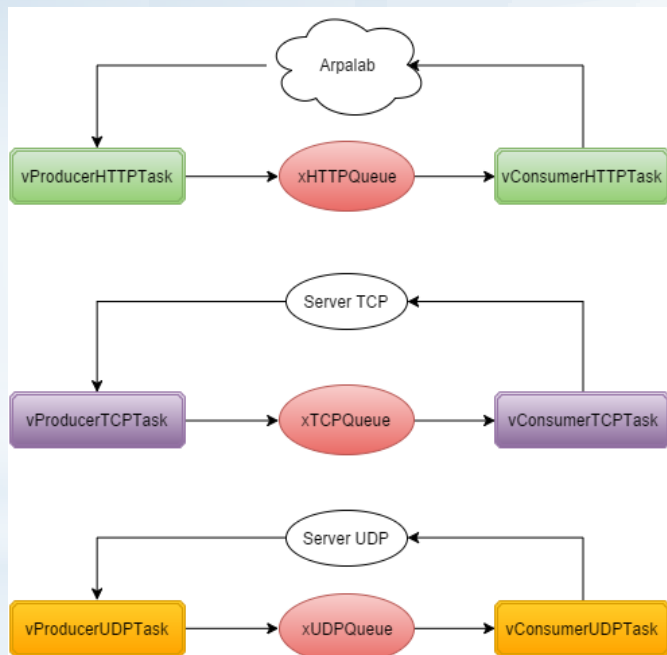 Arpalab
vProducerHTTPTask
xHTTPQueue
vConsumerHTTPTask
Server TCP
vProducerTCPTask
xTCPQueue
vConsumerTCPTask
Server UDP
vProducerUDPTask
xUDPQueue
vConsumerUDPTask